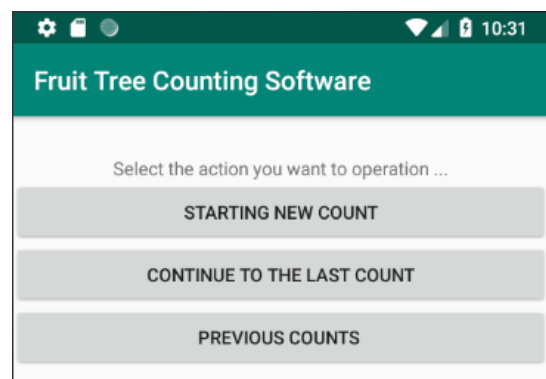 10:31
Fruit Tree Counting Software
Select the action you want to operation ...
STARTING NEW COUNT
CONTINUE TO THE LAST COUNT
PREVIOUS COUNTS